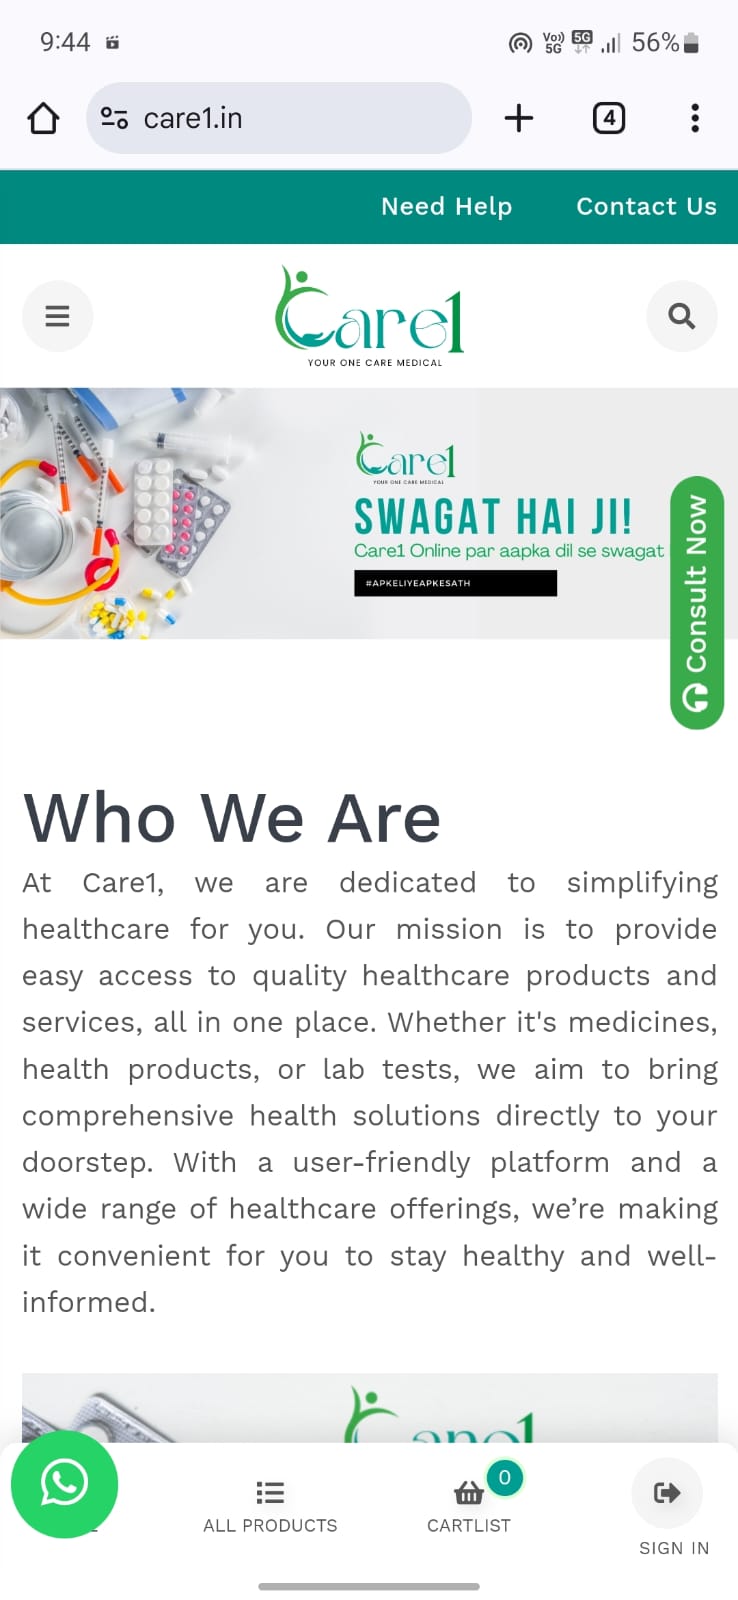 9:44
Vo)) 5G 5G 56%
care1.in
4
Need Help Contact Us
Care1
YOUR ONE CARE MEDICAL
Care1
YOUR ONE CARE MEDICAL
SWAGAT HAI JI!
Care1 Online par aapka dil se swagat
#APKELIYEAPKESATH
Consult Now
Who We Are
At Care1, we are dedicated to simplifying
healthcare for you. Our mission is to provide
easy access to quality healthcare products and
services, all in one place. Whether it's medicines,
health products, or lab tests, we aim to bring
comprehensive health solutions directly to your
doorstep. With a user-friendly platform and a
wide range of healthcare offerings, we’re making
it convenient for you to stay healthy and well-
informed.
Care1
0
ALL PRODUCTS
CARTLIST
SIGN IN